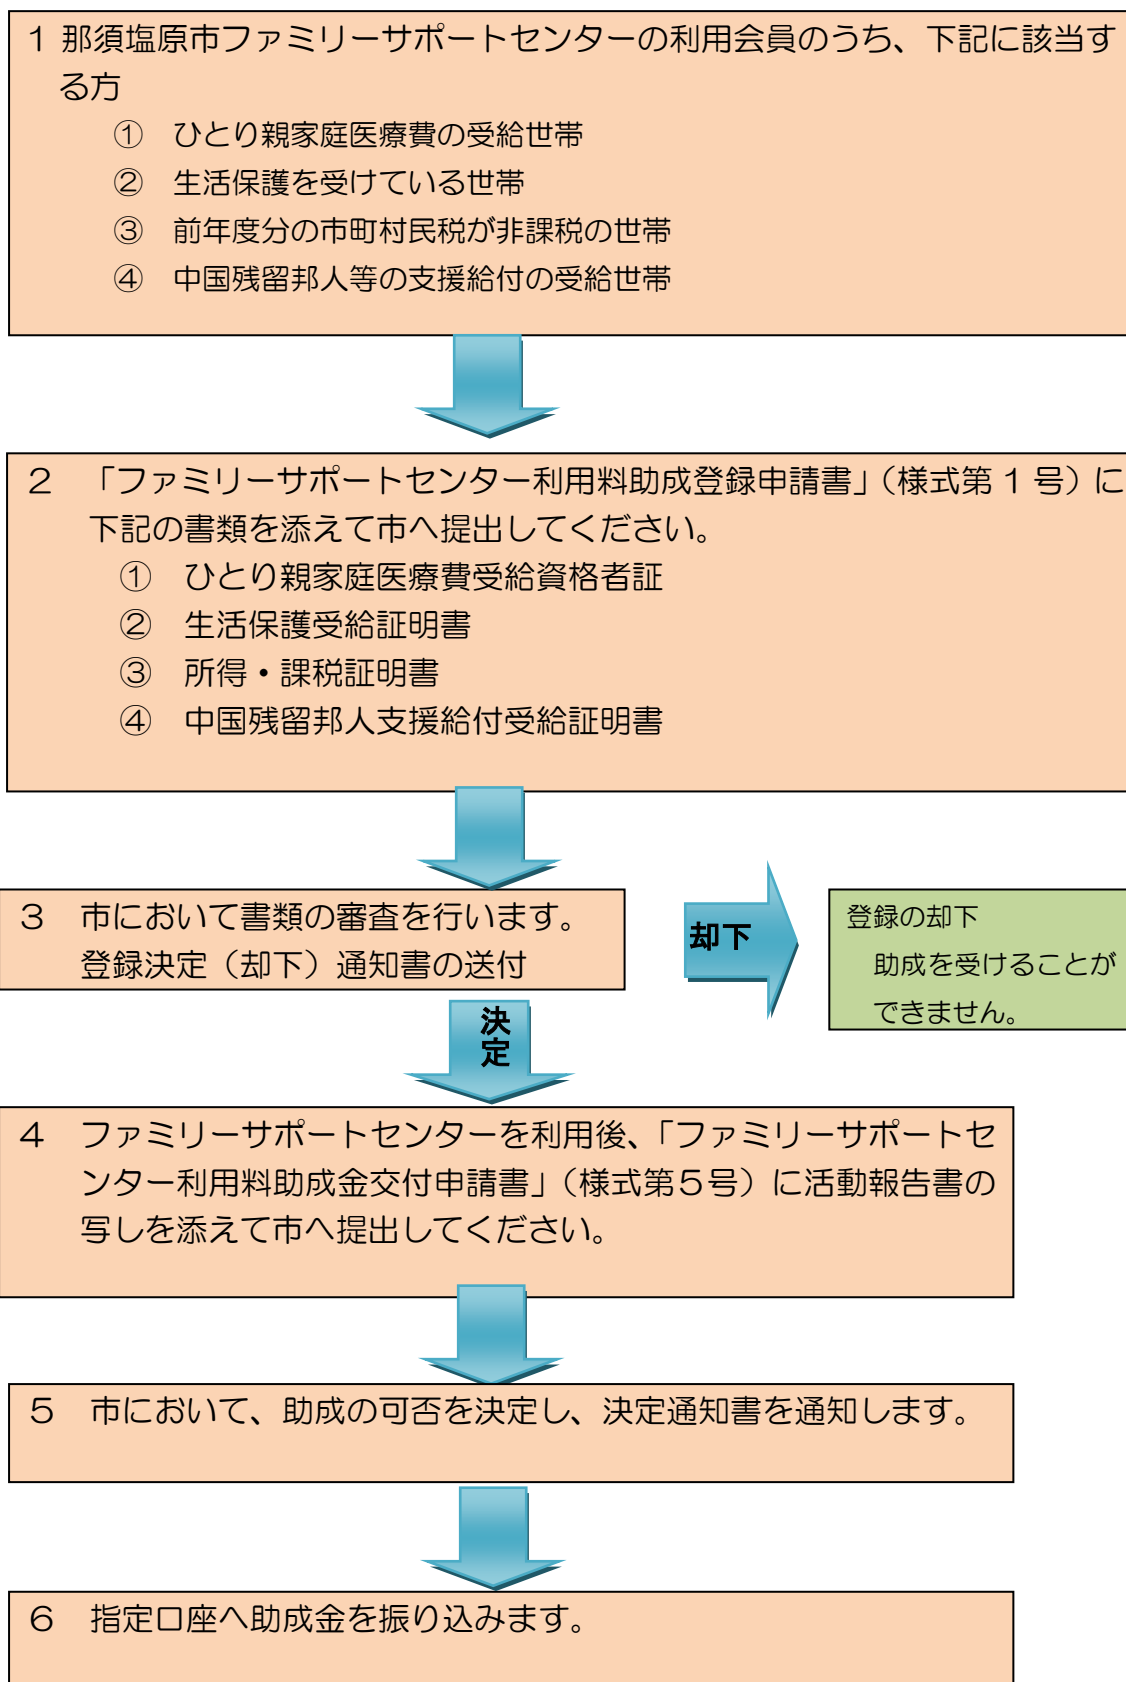 1 那須塩原市ファミリーサポートセンターの利用会員のうち、下記に該当す
る方
① ひとり親家庭医療費の受給世帯
② 生活保護を受けている世帯
③ 前年度分の市町村民税が非課税の世帯
④ 中国残留邦人等の支援給付の受給世帯
２ 「ファミリーサポートセンター利用料助成登録申請書」（様式第 1 号）に
下記の書類を添えて市へ提出してください。
① ひとり親家庭医療費受給資格者証
② 生活保護受給証明書
③ 所得・課税証明書
④ 中国残留邦人支援給付受給証明書
３ 市において書類の審査を行います。
登録決定（却下）通知書の送付
却下
登録の却下
助成を受けることが
できません。
決定
４ ファミリーサポートセンターを利用後、「ファミリーサポートセ
ンター利用料助成金交付申請書」（様式第５号）に活動報告書の
写しを添えて市へ提出してください。
５ 市において、助成の可否を決定し、決定通知書を通知します。
６ 指定口座へ助成金を振り込みます。